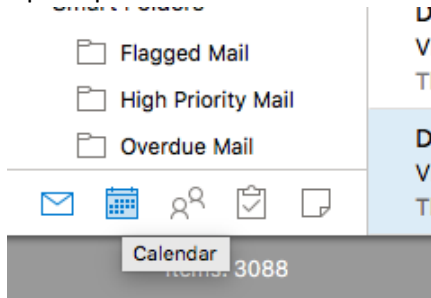 Smart Folders
D
V
Flagged Mail
T
High Priority Mail
D
Overdue Mail
V
T
Calendar
Items: 3088